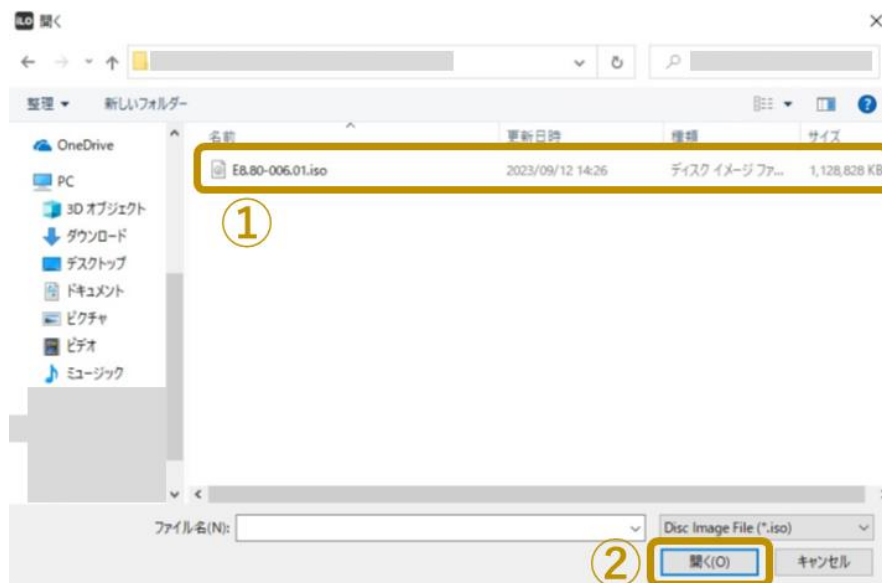 iLO 開く
整理 新しいフォルダー
名前 更新日時 種類 サイズ
OneDrive
E8.80-006.01.iso 2023/09/12 14:26 ディスク イメージ ファ... 1,128,828 KB
PC
①
3D オブジェクト
ダウンロード
デスクトップ
ドキュメント
ピクチャ
ビデオ
ミュージック
ファイル名(N): Disc Image File (*.iso)
② 開く(O) キャンセル